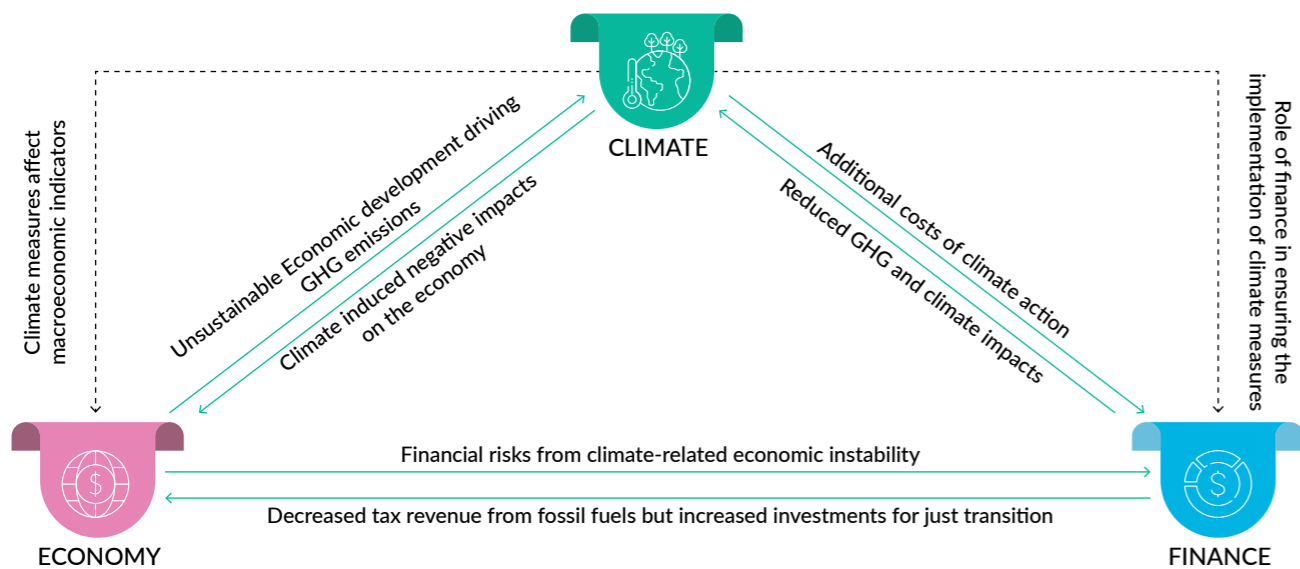 CLIMATE
Climate measures affect
macroeconomic indicators
Unsustainable Economic development driving
GHG emissions
Climate induced negative impacts
on the economy
Additional costs of climate action
Reduced GHG and climate impacts
Role of finance in ensuring the
implementation of climate measures
Financial risks from climate-related economic instability
Decreased tax revenue from fossil fuels but increased investments for just transition
$
ECONOMY
$
FINANCE